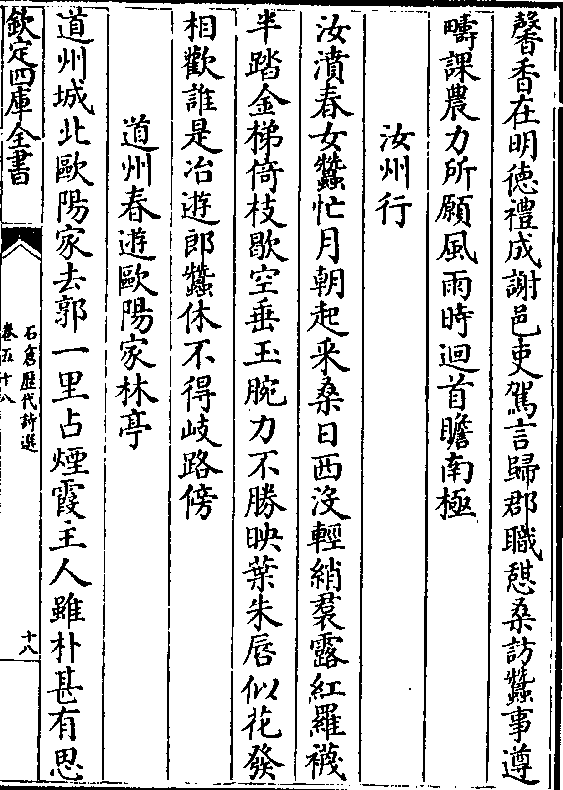 馨香在明徳禮成謝邑吏駕言歸郡職憇桑訪蠶事遵
疇課農力所願風雨時迴首瞻南極
汝州行
汝濆春女蠶忙月朝起采桑日西沒輕綃裙露紅羅襪
半踏金梯倚枝歇空垂玉腕力不勝映葉朱唇似花發
相歡誰是冶遊郎蠶休不得岐路傍
道州春遊歐陽家林亭
道州城北歐陽家去郭一里占煙霞主人雖朴甚有思
欽定四庫全書
石倉歷代詩選
卷五十八
十八